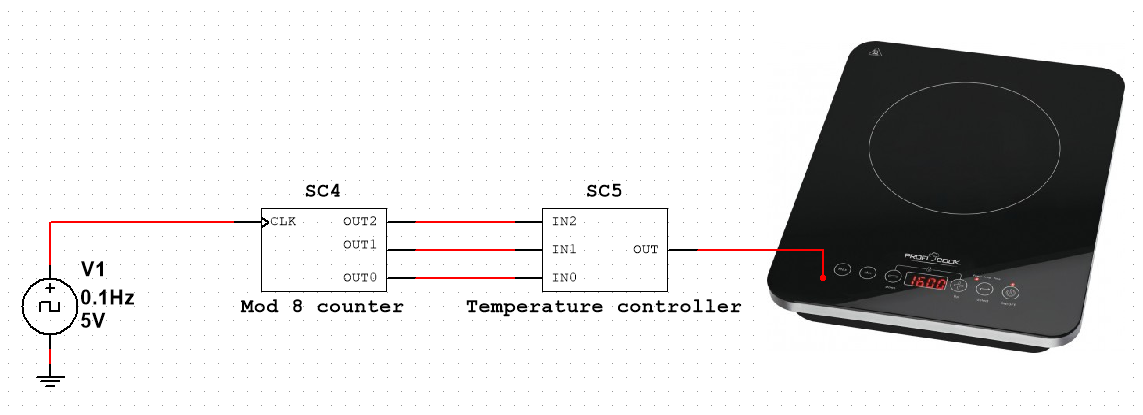 SC4
SC5
CLK
OUT2
OUT1
OUT0
IN2
IN1
IN0
OUT
Mod 8 counter
Temperature controller
V1
0.1Hz
5V
PROFI COOK
1600